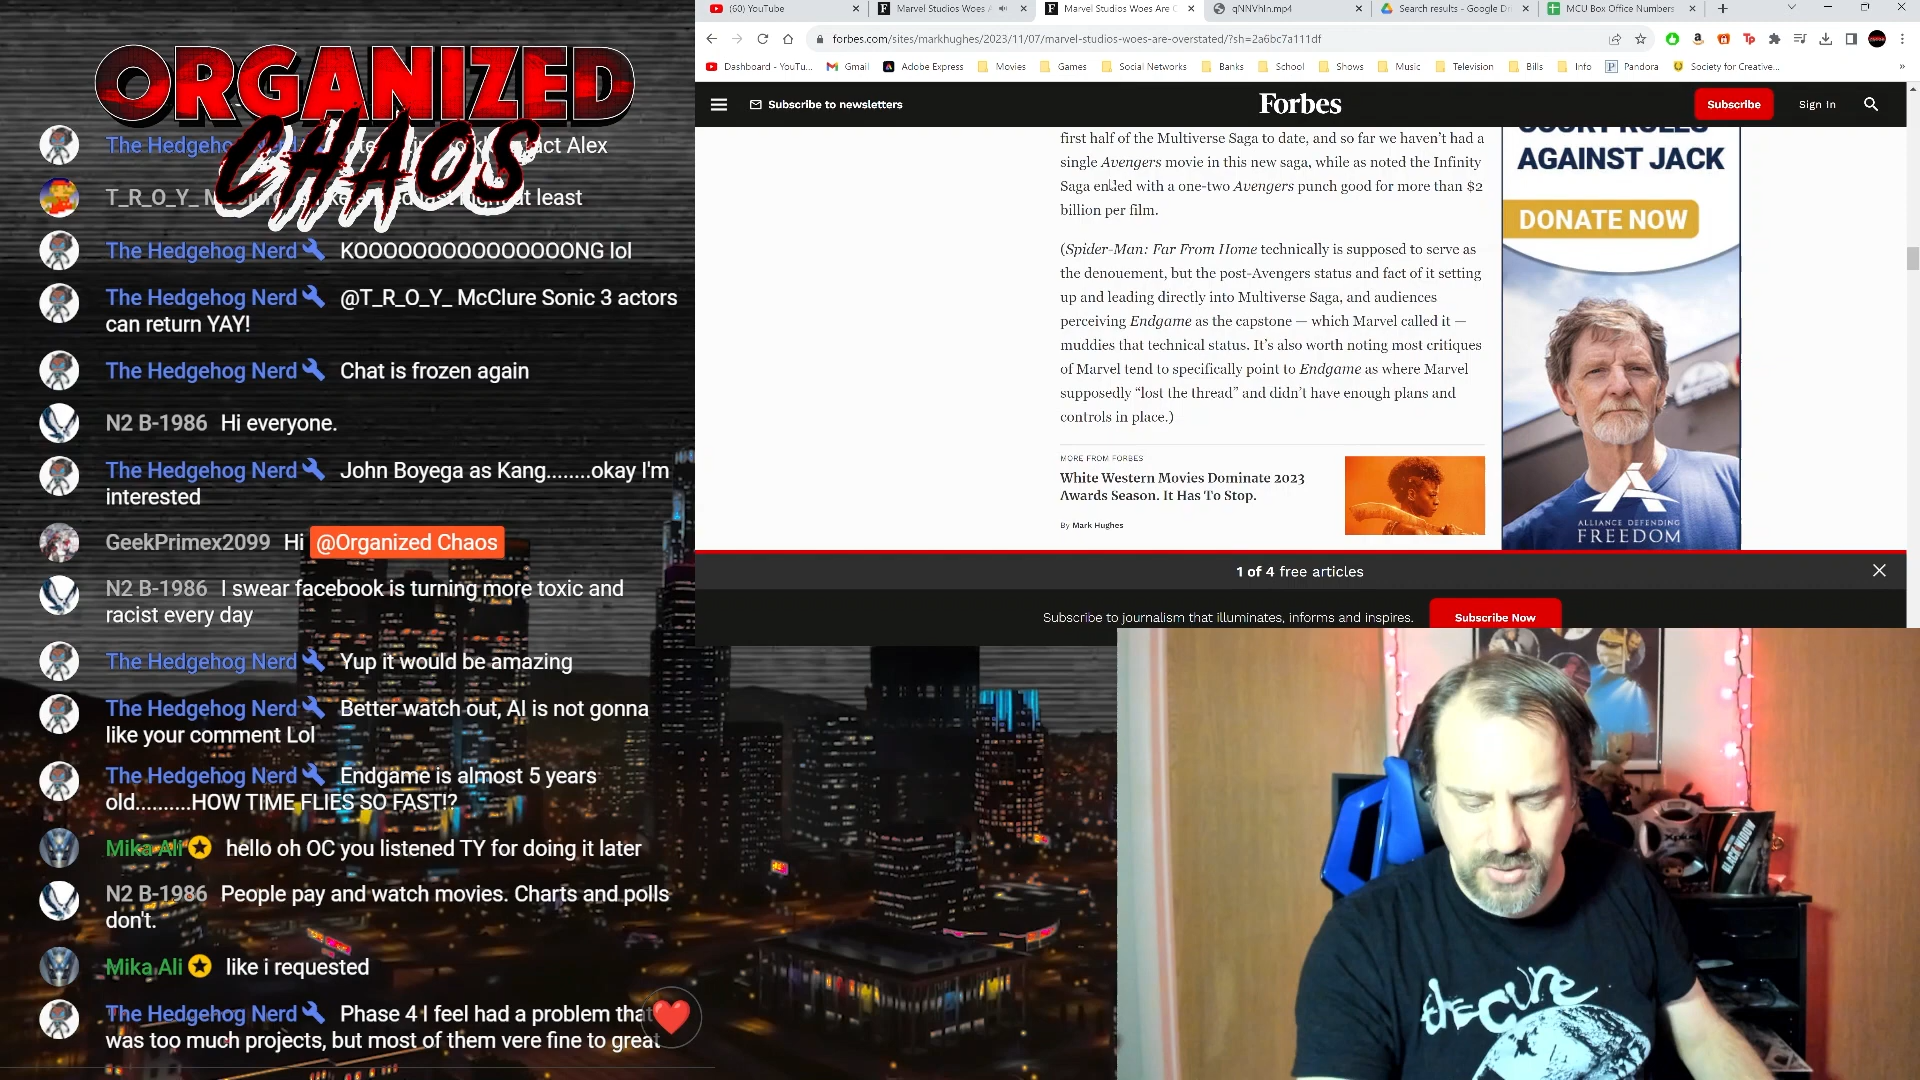 ORGANIZED
CHAOS
The Hedgehog
act Alex
T_R_O_Y_
least
The Hedgehog Nerd KOOOOOOOOOOOOOOONG lol
The Hedgehog Nerd @T_R_O_Y_ McClure Sonic 3 actors
can return YAY!
The Hedgehog Nerd Chat is frozen again
N2 B-1986 Hi everyone.
The Hedgehog Nerd John Boyega as Kang........okay I'm
interested
GeekPrimex2099 Hi @Organized Chaos
N2 B-1986 I swear facebook is turning more toxic and
racist every day
The Hedgehog Nerd Yup it would be amazing
The Hedgehog Nerd Better watch out, AI is not gonna
like your comment Lol
The Hedgehog Nerd Endgame is almost 5 years
old.........HOW TIME FLIES SO FAST!?
Mika Ali hello oh OC you listened TY for doing it later
N2 B-1986 People pay and watch movies. Charts and polls
don't.
Mika Ali like i requested
The Hedgehog Nerd Phase 4 I feel had a problem that
was too much projects, but most of them vere fine to great
(60) YouTube
Marvel Studios Woes A
Marvel Studios Woes Are C
qNNVhIn.mp4
Search results - Google Dri
MCU Box Office Numbers
forbes.com/sites/markhughes/2023/11/07/marvel-studios-woes-are-overstated/?sh=2a6bc7a111df
Dashboard - YouTu... Gmail Adobe Express Movies Games Social Networks Banks School Shows Music Television Bills Info Pandora Society for Creative...
Subscribe to newsletters
Forbes
Subscribe
Sign In
first half of the Multiverse Saga to date, and so far we haven't had a
single Avengers movie in this new saga, while as noted the Infinity
Saga ended with a one-two Avengers punch good for more than $2
billion per film.
(Spider-Man: Far From Home technically is supposed to serve as
the denouement, but the post-Avengers status and fact of it setting
up and leading directly into Multiverse Saga, and audiences
perceiving Endgame as the capstone — which Marvel called it —
muddies that technical status. It's also worth noting most critiques
of Marvel tend to specifically point to Endgame as where Marvel
supposedly “lost the thread” and didn't have enough plans and
controls in place.)
MORE FROM FORBES
White Western Movies Dominate 2023
Awards Season. It Has To Stop.
By Mark Hughes
COURT RULES
AGAINST JACK
DONATE NOW
ALLIANCE DEFENDING
FREEDOM
1 of 4 free articles
Subscribe to journalism that illuminates, informs and inspires.
Subscribe Now
BLACK WIDOW
the CURE